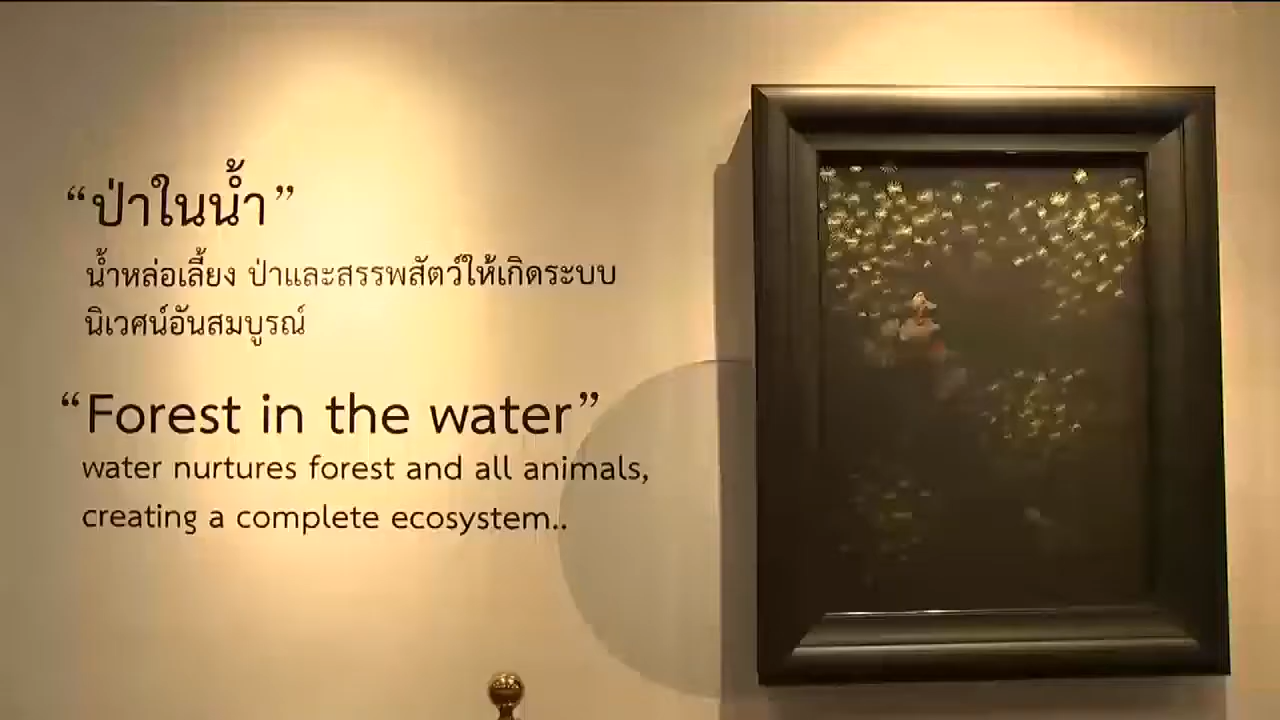 “ป่าในน้ำ”
น้ำหล่อเลี้ยง ป่าและสรรพสัตว์ให้เกิดระบบ
นิเวศน์อันสมบูรณ์
“Forest in the water”
water nurtures forest and all animals,
creating a complete ecosystem..